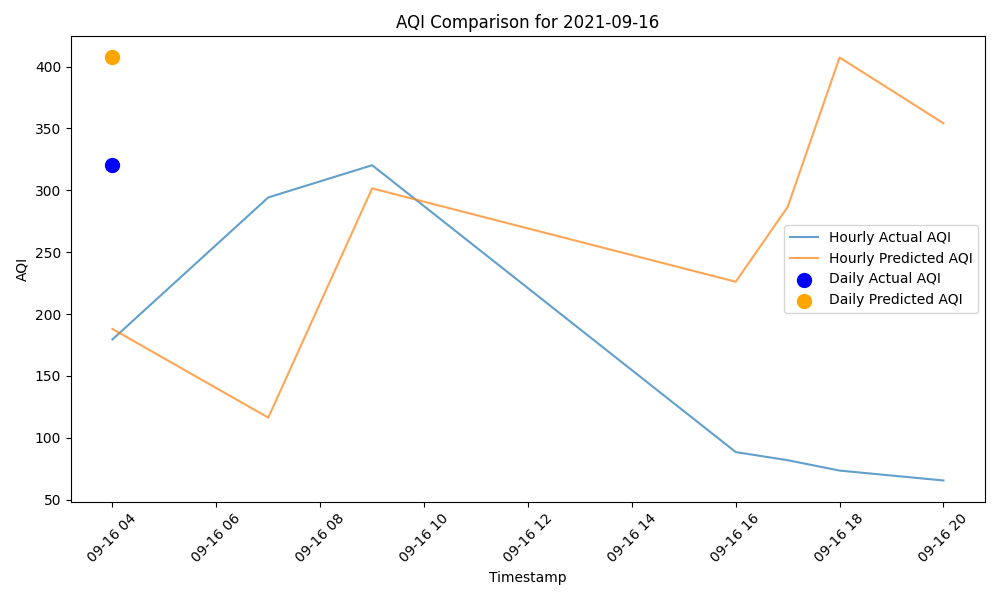 AQI Comparison for 2021-09-16
AQI
400
350
300
250
200
150
100
50
Hourly Actual AQI
Hourly Predicted AQI
Daily Actual AQI
Daily Predicted AQI
09-16 04
09-16 06
09-16 08
09-16 10
09-16 12
09-16 14
09-16 16
09-16 18
09-16 20
Timestamp